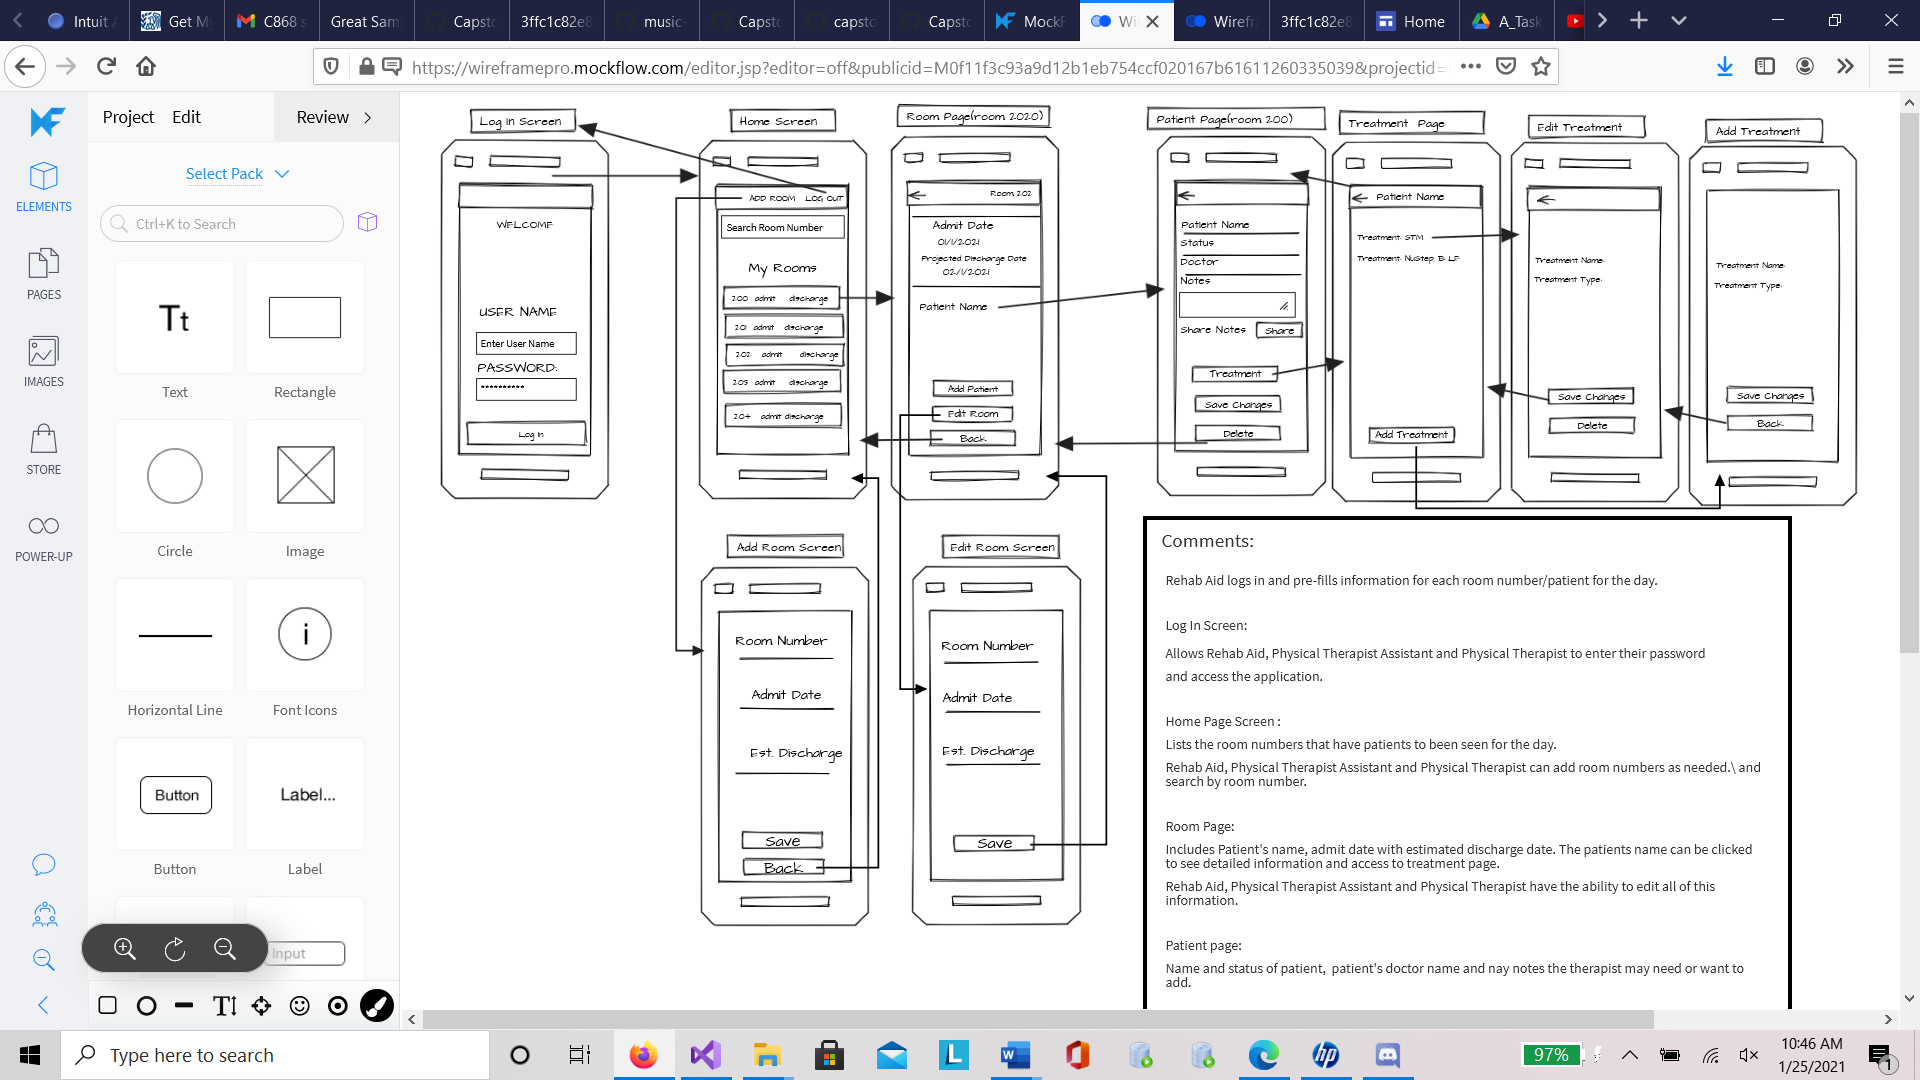 Intuit
Get My
C868 s
Great Sam
Capsto
3ffc1c82e8
music-
Capsto
capsto
Capsto
MockF
Wi
Wirefr
3ffc1c82e8
Home
A_Task
https://wireframepro.mockflow.com/editor.jsp?editor=off&publicid=M0f11f3c93a9d12b1eb754ccf020167b61611260335039&projectid=
Project Edit Review
Select Pack
Ctrl+K to Search
ELEMENTS
PAGES
IMAGES
STORE
POWER-UP
Tt
Text
Rectangle
Circle
Image
Horizontal Line
i
Font Icons
Button
Button
Label...
Label
Input
Log In Screen
WELCOME
USER NAME
Enter User Name
PASSWORD:
**********
Log In
Home Screen
ADD ROOM LOG OUT
Search Room Number
My Rooms
200 admit discharge
201 admit discharge
202 admit discharge
203 admit discharge
204 admit discharge
Room Page(room 2020)
Room 202
Admit Date
01/1/2021
Projected Discharge Date
02/1/2021
Patient Name
Add Patient
Edit Room
Back
Patient Page(room 200)
Patient Name
Status
Doctor
Notes
Share Notes Share
Treatment
Save Changes
Delete
Treatment Page
Patient Name
Treatment: STM
Treatment: NuStep, B LE
Add Treatment
Edit Treatment
Treatment Name:
Treatment Type:
Save Changes
Delete
Add Treatment
Treatment Name:
Treatment Type:
Save Changes
Back
Add Room Screen
Room Number
Admit Date
Est. Discharge
Save
Back
Edit Room Screen
Room Number
Admit Date
Est. Discharge
Save
Comments:
Rehab Aid logs in and pre-fills information for each room number/patient for the day.
Log In Screen:
Allows Rehab Aid, Physical Therapist Assistant and Physical Therapist to enter their password
and access the application.
Home Page Screen :
Lists the room numbers that have patients to been seen for the day.
Rehab Aid, Physical Therapist Assistant and Physical Therapist can add room numbers as needed.\ and
search by room number.
Room Page:
Includes Patient's name, admit date with estimated discharge date. The patients name can be clicked
to see detailed information and access to treatment page.
Rehab Aid, Physical Therapist Assistant and Physical Therapist have the ability to edit all of this
information.
Patient page:
Name and status of patient, patient's doctor name and nay notes the therapist may need or want to
add.
Type here to search
97%
10:46 AM
1/25/2021
1